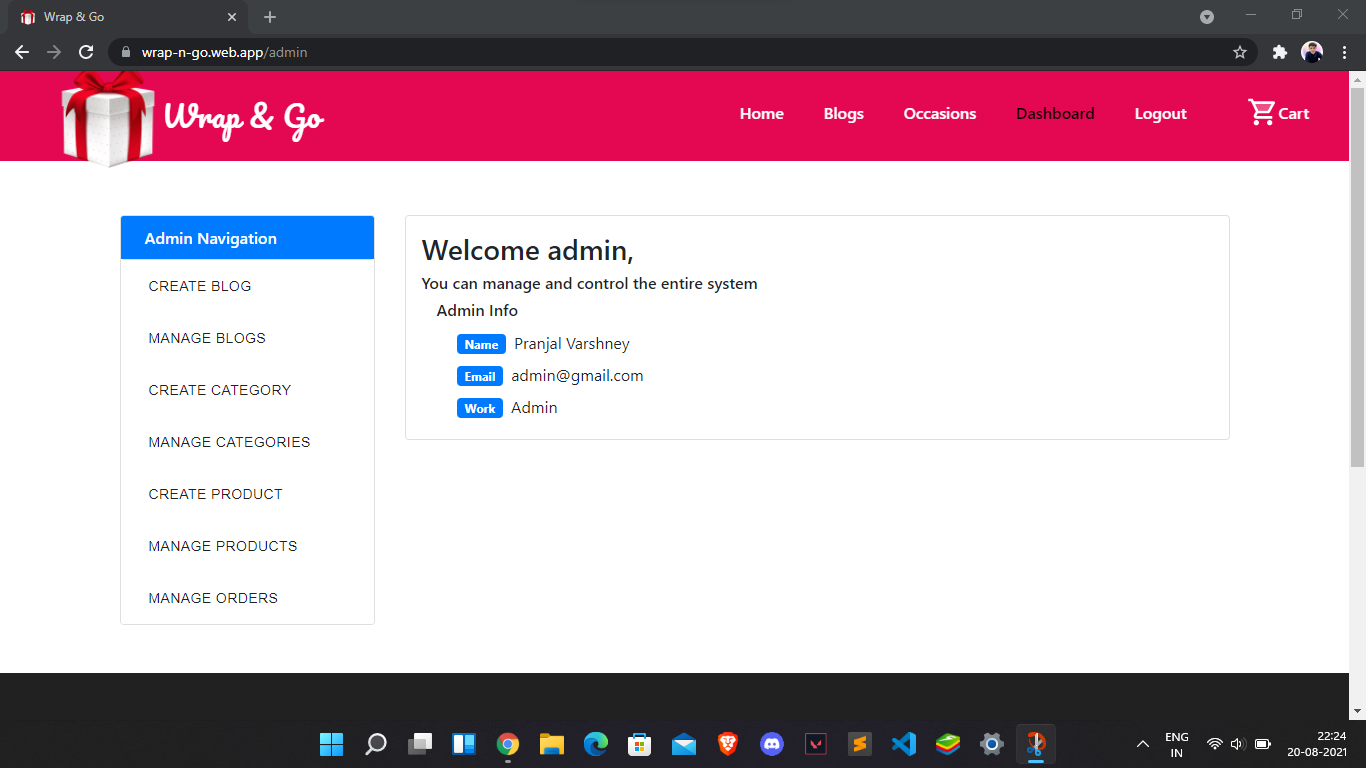 Wrap & Go
wrap-n-go.web.app/admin
Wrap & Go
Home Blogs Occasions Dashboard Logout Cart
Admin Navigation
CREATE BLOG
MANAGE BLOGS
CREATE CATEGORY
MANAGE CATEGORIES
CREATE PRODUCT
MANAGE PRODUCTS
MANAGE ORDERS
Welcome admin,
You can manage and control the entire system
Admin Info
Name Pranjal Varshney
Email admin@gmail.com
Work Admin
ENG
IN
22:24
20-08-2021